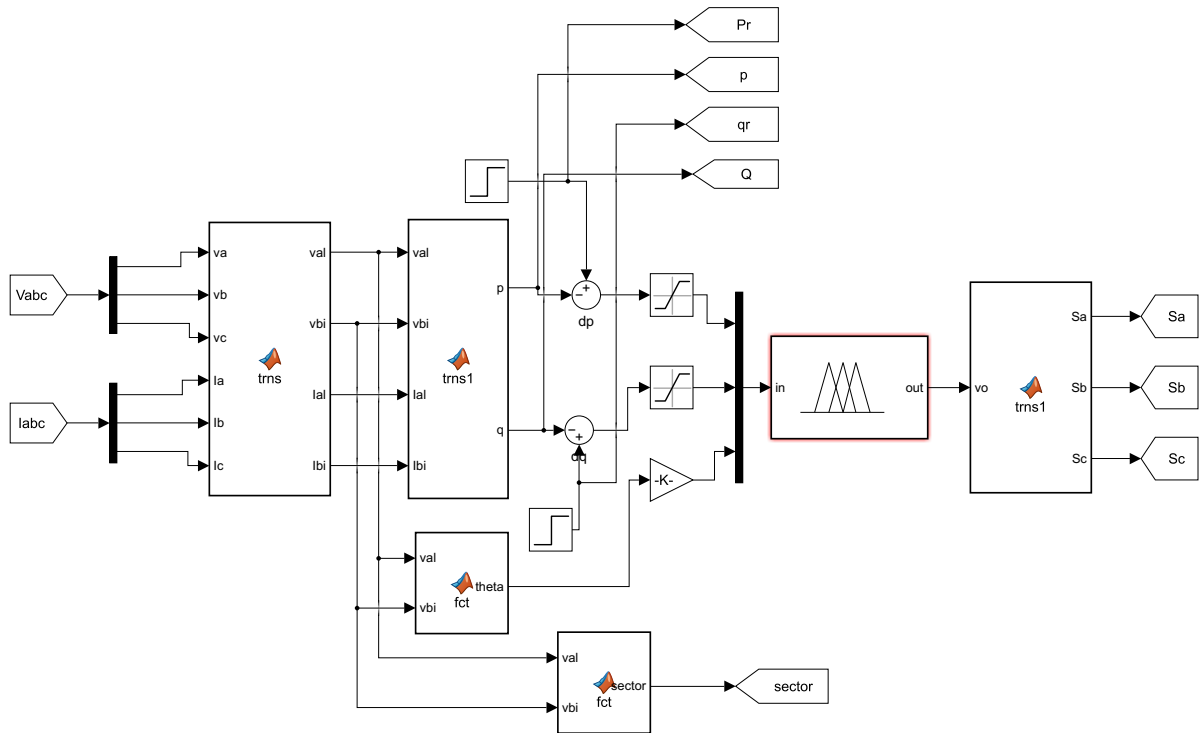 Pr
p
qr
Q
Vabc
Iabc
va
vb
vc
Ia
Ib
Ic
val
vbi
Ial
Ibi
trns
val
vbi
Ial
Ibi
p
q
trns1
dp
dq
-K-
in
out
vo
Sa
Sb
Sc
trns1
Sa
Sb
Sc
val
vbi
theta
fct
val
vbi
sector
fct
sector